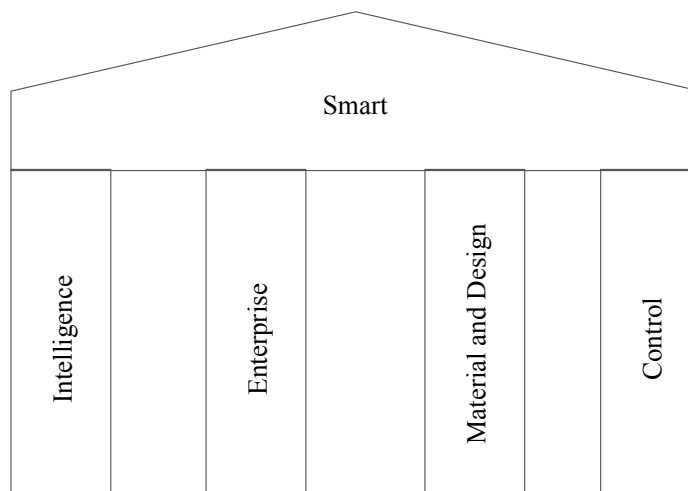 Smart
Intelligence
Enterprise
Material and Design
Control